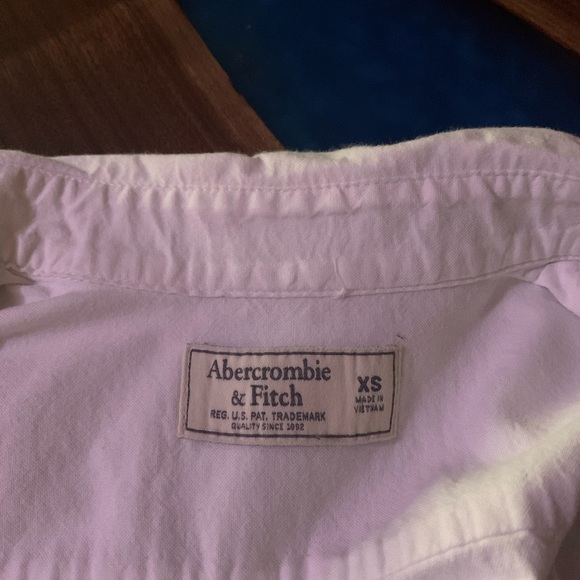 Abercrombie
& Fitch
REG. U.S. PAT. TRADEMARK
QUALITY SINCE 1892
XS
MADE IN
VIETNAM